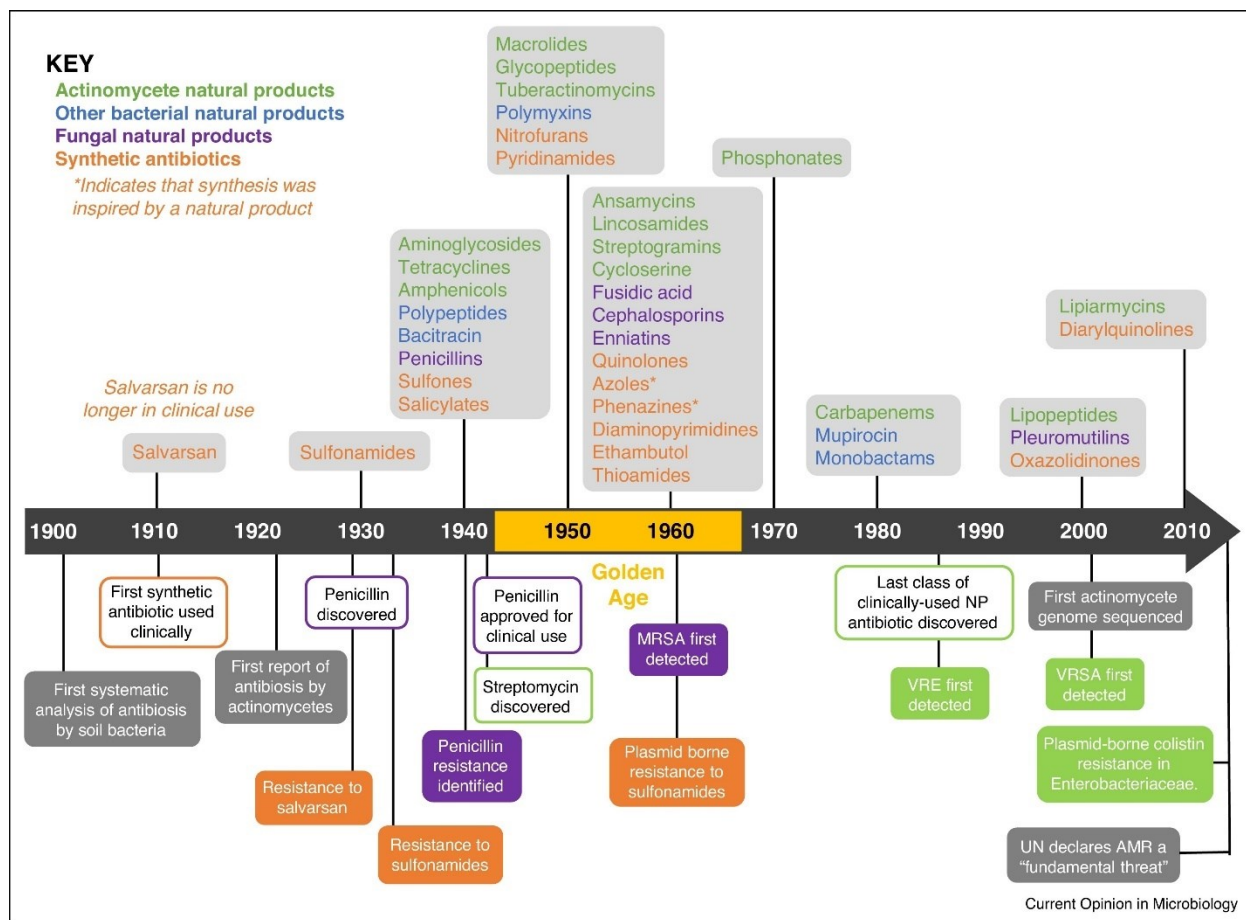 KEY
Actinomycete natural products
Other bacterial natural products
Fungal natural products
Synthetic antibiotics
*Indicates that synthesis was
inspired by a natural product
Macrolides
Glycopeptides
Tuberactinomycins
Polymyxins
Nitrofurans
Pyridinamides
Phosphonates
Aminoglycosides
Tetracyclines
Amphenicols
Polypeptides
Bacitracin
Penicillins
Sulfones
Salicylates
Ansamycins
Lincosamides
Streptogramins
Cycloserine
Fusidic acid
Cephalosporins
Enniatins
Quinolones
Azoles*
Phenazines*
Diaminopyrimidines
Ethambutol
Thioamides
Lipiarmycins
Diarylquinolines
Salvarsan is no
longer in clinical use
Salvarsan
Sulfonamides
Carbapenems
Mupirocin
Monobactams
Lipopeptides
Pleuromutilins
Oxazolidinones
1900 1910 1920 1930 1940 1950 1960 1970 1980 1990 2000 2010
Golden
Age
First synthetic
antibiotic used
clinically
Penicillin
discovered
Penicillin
approved for
clinical use
MRSA first
detected
Last class of
clinically-used NP
antibiotic discovered
First actinomycete
genome sequenced
First systematic
analysis of antibiosis
by soil bacteria
First report of
antibiosis by
actinomycetes
Streptomycin
discovered
VRE first
detected
VRSA first
detected
Resistance to
salvarsan
Penicillin
resistance
identified
Plasmid borne
resistance to
sulfonamides
Plasmid-borne colistin
resistance in
Enterobacteriaceae.
Resistance to
sulfonamides
UN declares AMR a
“fundamental threat”
Current Opinion in Microbiology